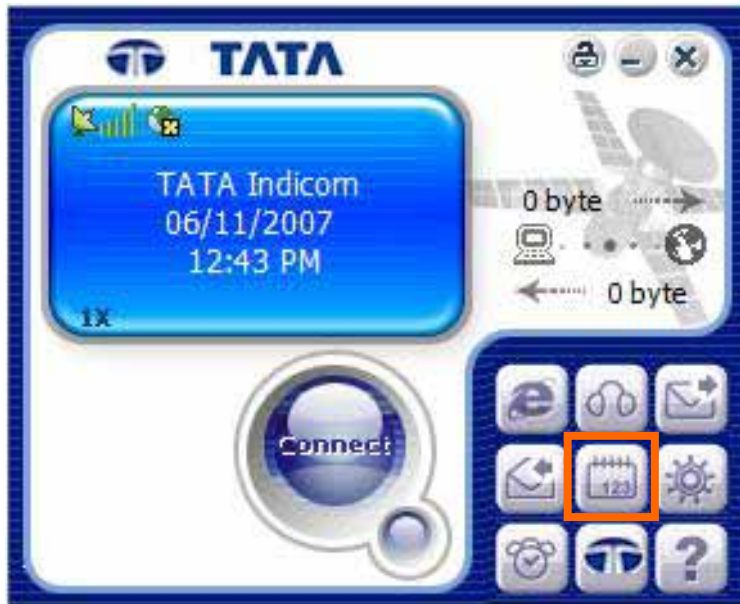 TATA
TATA Indicom
06/11/2007
12:43 PM
1X
0 byte
0 byte
Connect
123
?